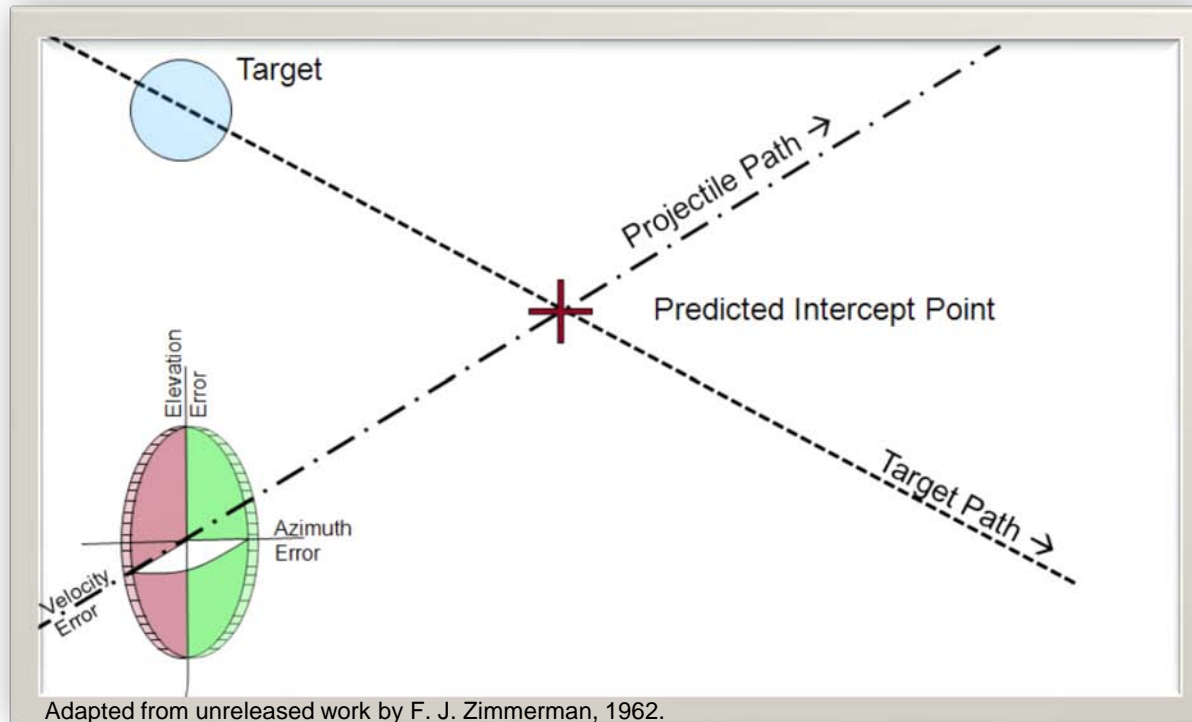 Target
Projectile Path →
Predicted Intercept Point
Elevation
Error
Azimuth
Error
Target Path →
Velocity
Error
Adapted from unreleased work by F. J. Zimmerman, 1962.